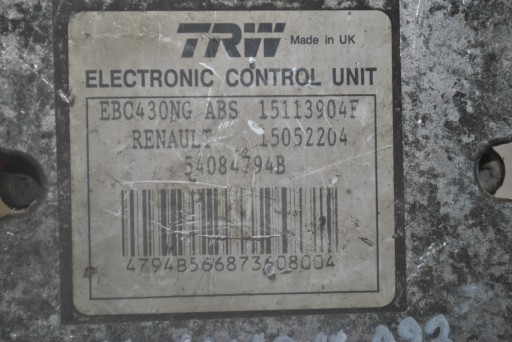 TRW Made in UK
ELECTRONIC CONTROL UNIT
EBC430NG ABS 15113904F
RENAULT 15052204
54084794B
4794B566873608004